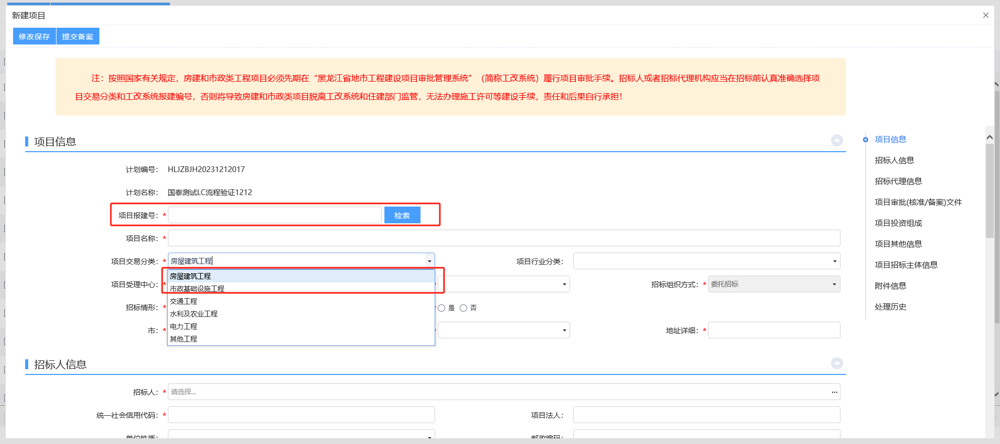 新建项目
修改保存 提交备案
注：按照国家有关规定，房建和市政类工程项目必须先期在“黑龙江省地市工程建设项目审批管理系统”（简称工改系统）履行项目审批手续。招标人或者招标代理机构应当在招标前认真准确选择项
目交易分类和工改系统报建编号，否则将导致房建和市政类项目脱离工改系统和住建部门监管，无法办理施工许可等建设手续，责任和后果自行承担！
项目信息
计划编号： HLJZBJH20231212017
计划名称： 国泰测试LC流程验证1212
项目报建号：* 检索
项目名称：*
项目交易分类：* 房屋建筑工程 项目行业分类：
房屋建筑工程
项目受理中心：* * 招标组织方式：* 委托招标
市政基础设施工程
交通工程
招标情形：* * 是 否
水利及农业工程
电力工程
市：* * 地址详细：*
其他工程
招标人信息
招标人：* 请选择... ...
统一社会信用代码：* 项目法人：
单位性质： 邮政编码：
项目信息
招标人信息
招标代理信息
项目审批(核准/备案)文件
项目投资组成
项目其他信息
项目招标主体信息
附件信息
处理历史